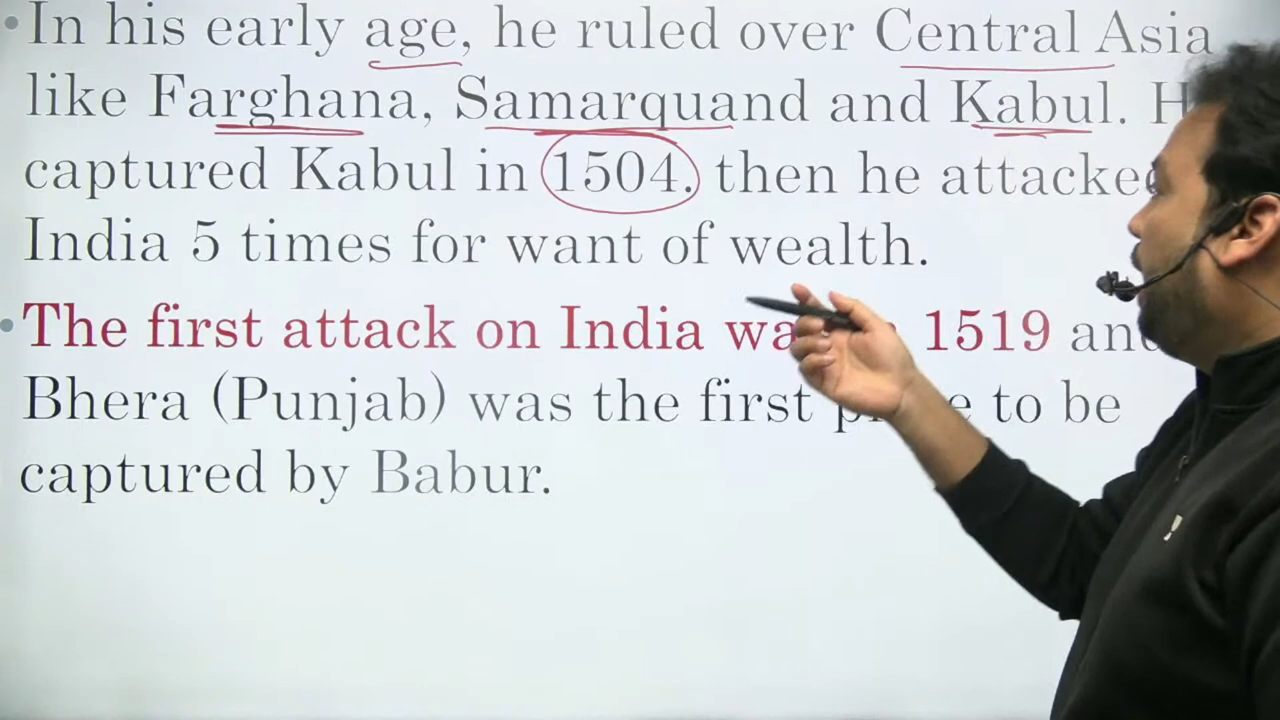 • In his early age, he ruled over Central Asia
like Farghana, Samarquand and Kabul. H
captured Kabul in 1504. then he attacked
India 5 times for want of wealth.
• The first attack on India 1519 and
Bhera (Punjab) was the first to be
captured by Babur.